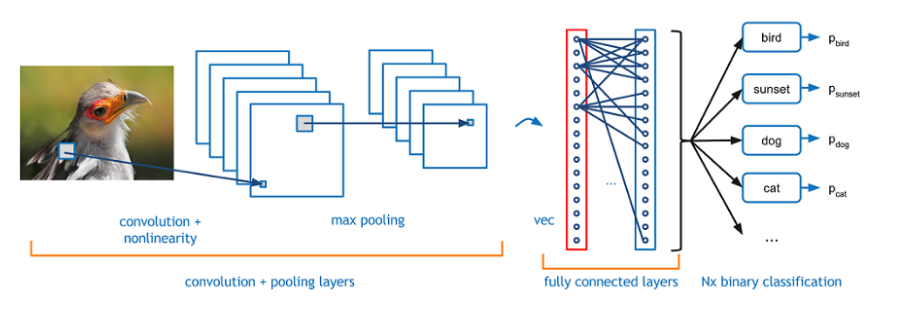 bird
p_bird
sunset
p_sunset
dog
p_dog
cat
p_cat
...
...
convolution +
nonlinearity
max pooling
vec
convolution + pooling layers
fully connected layers
Nx binary classification